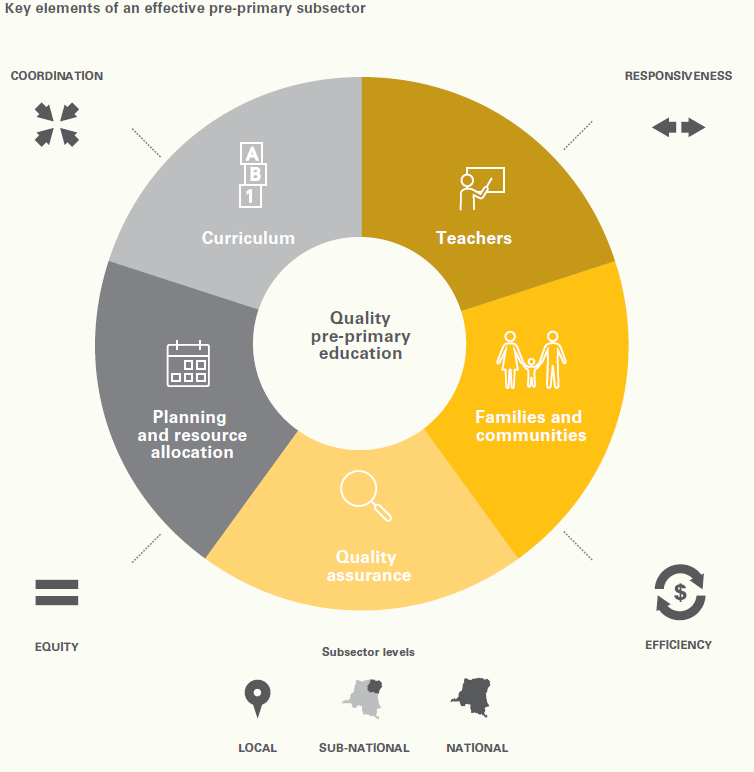 Key elements of an effective pre-primary subsector
COORDINATION
RESPONSIVENESS
A
B
1
Curriculum
Teachers
Quality
pre-primary
education
Planning
and resource
allocation
Families and
communities
Quality
assurance
$
EQUITY
EFFICIENCY
Subsector levels
LOCAL
SUB-NATIONAL
NATIONAL